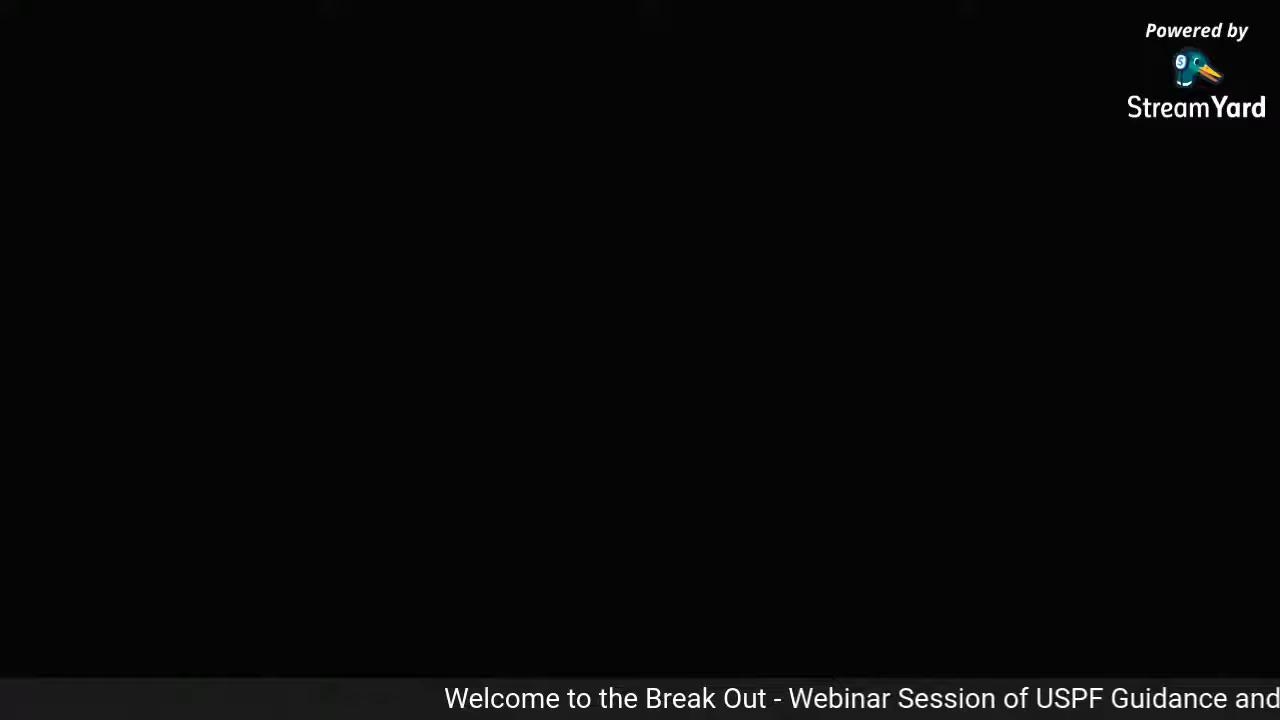 Powered by
StreamYard
Welcome to the Break Out - Webinar Session of USPF Guidance and